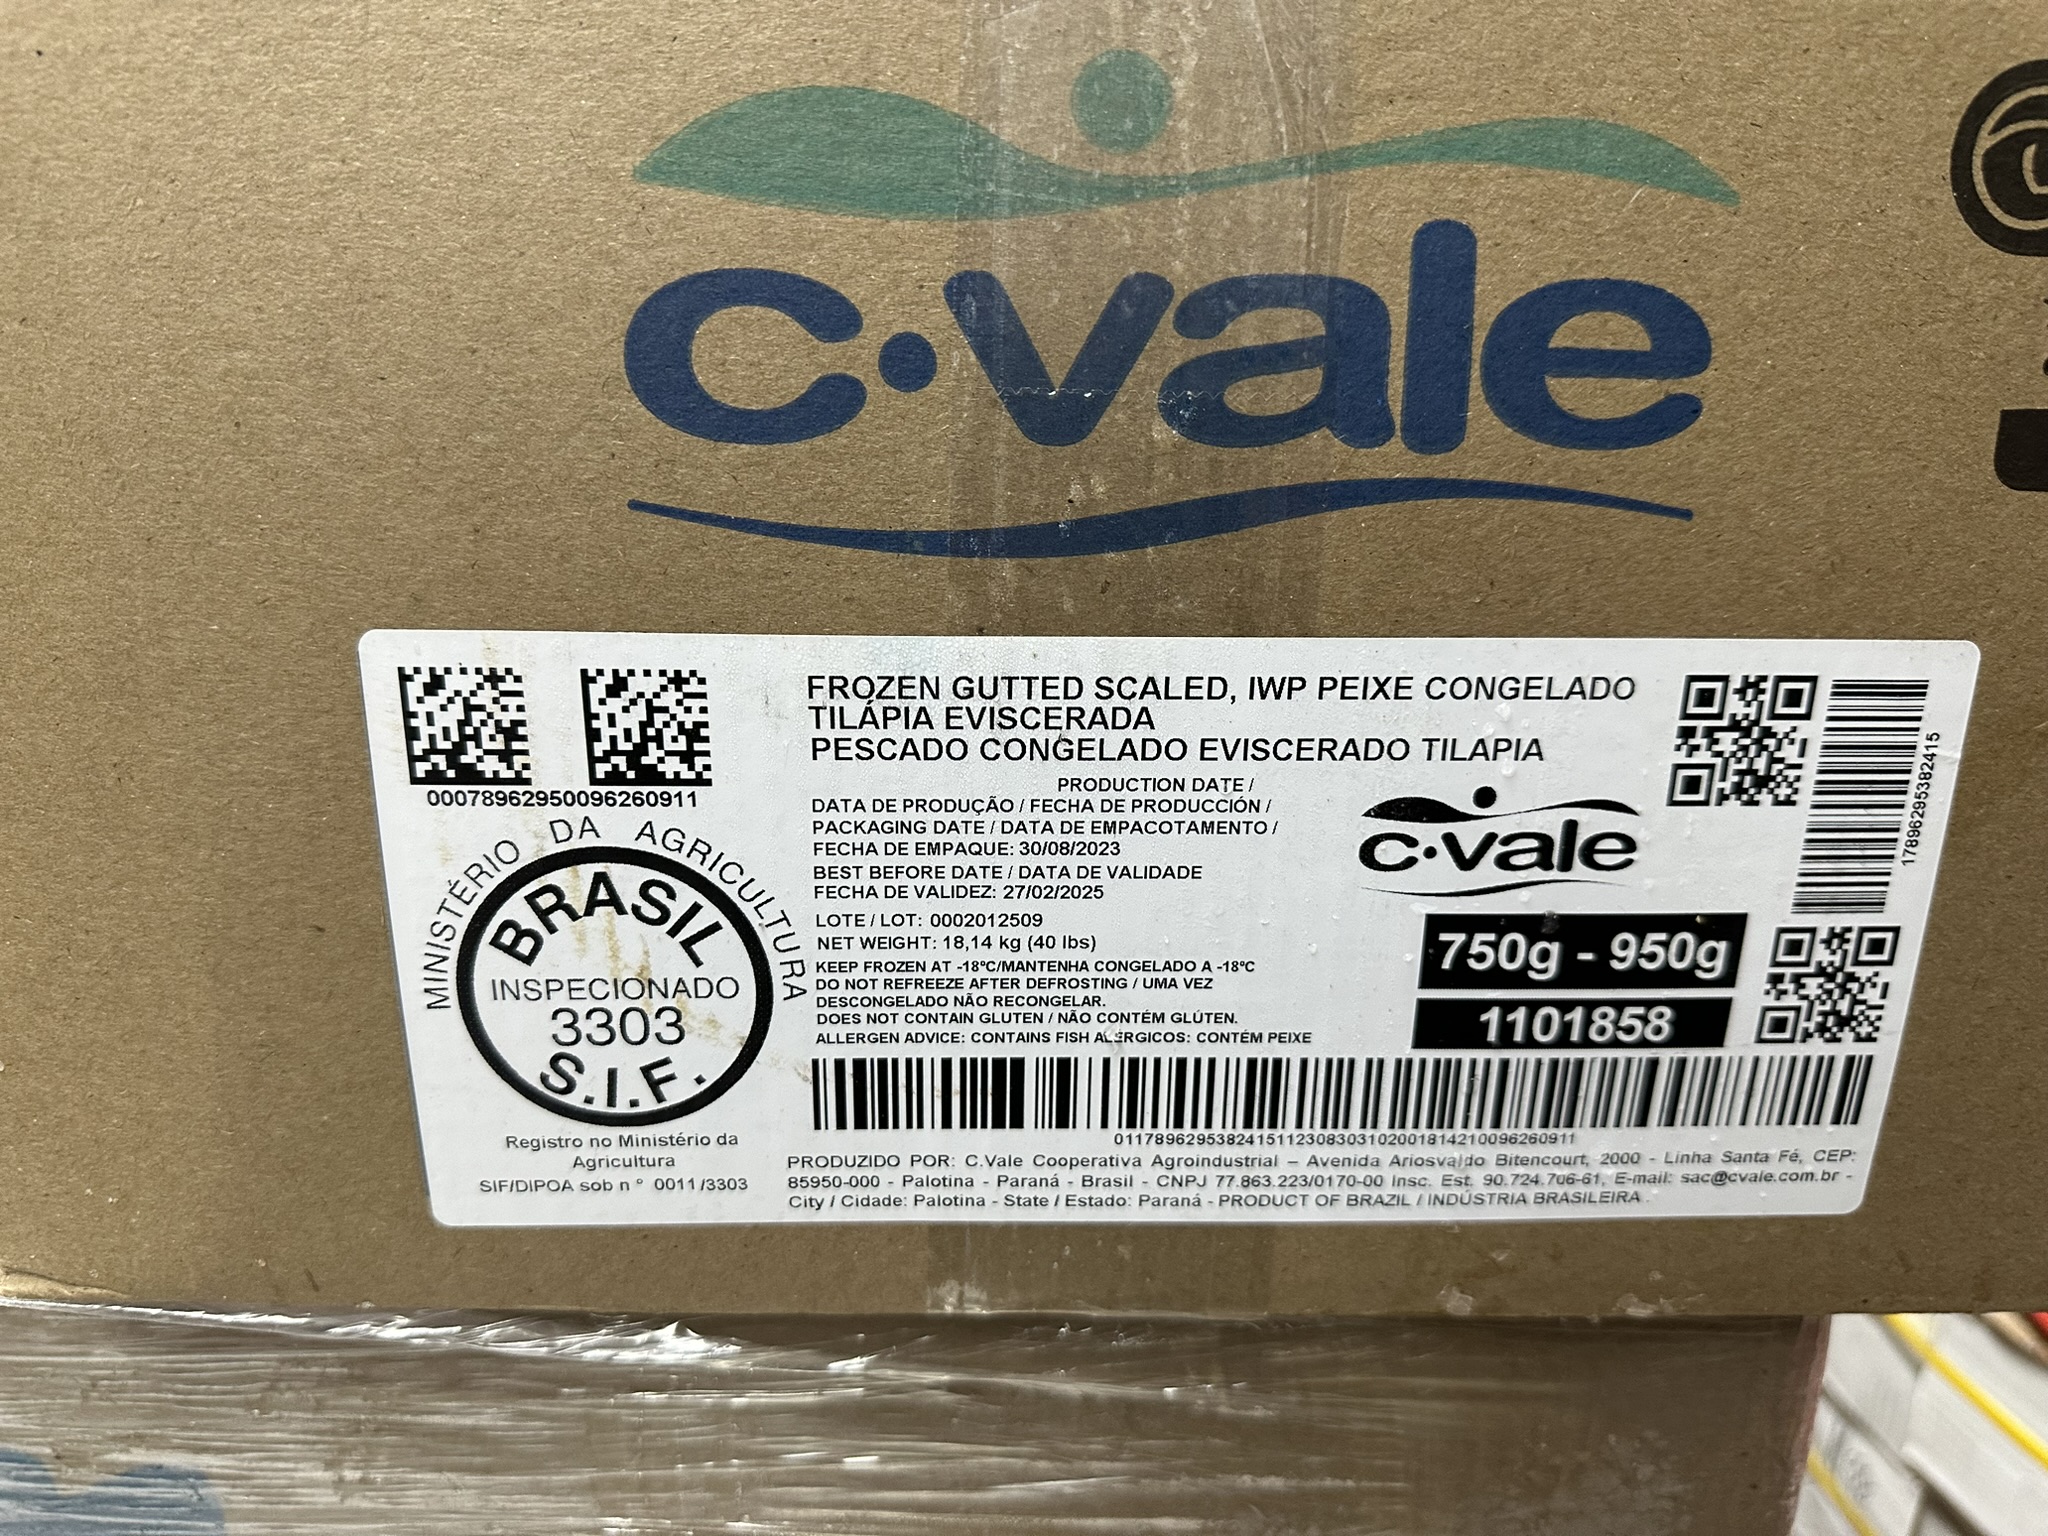 c.vale
FROZEN GUTTED SCALED, IWP PEIXE CONGELADO
TILÁPIA EVISCERADA
PESCADO CONGELADO EVISCERADO TILAPIA
00078962950096260911
PRODUCTION DATE /
DATA DE PRODUÇÃO / FECHA DE PRODUCCIÓN /
PACKAGING DATE / DATA DE EMPACOTAMENTO /
FECHA DE EMPAQUE: 30/08/2023
BEST BEFORE DATE / DATA DE VALIDADE
FECHA DE VALIDEZ: 27/02/2025
LOTE / LOT: 0002012509
NET WEIGHT: 18,14 kg (40 lbs)
KEEP FROZEN AT -18ºC/MANTENHA CONGELADO A -18ºC
DO NOT REFREEZE AFTER DEFROSTING / UMA VEZ
DESCONGELADO NÃO RECONGELAR.
DOES NOT CONTAIN GLUTEN / NÃO CONTÉM GLÚTEN.
ALLERGEN ADVICE: CONTAINS FISH ALERGICOS: CONTÉM PEIXE
c.vale
17896295382415
750g - 950g
1101858
MINISTÉRIO DA AGRICULTURA
BRASIL
INSPECIONADO
3303
S.I.F.
Registro no Ministério da
Agricultura
SIF/DIPOA sob nº 0011/3303
0117896295382415112308303102001814210096260911
PRODUZIDO POR: C.Vale Cooperativa Agroindustrial – Avenida Ariosvaldo Bitencourt, 2000 - Linha Santa Fé, CEP:
85950-000 - Palotina - Paraná - Brasil - CNPJ 77.863.223/0170-00 Insc. Est. 90.724.706-61, E-mail: sac@cvale.com.br -
City / Cidade: Palotina - State / Estado: Paraná - PRODUCT OF BRAZIL / INDÚSTRIA BRASILEIRA .